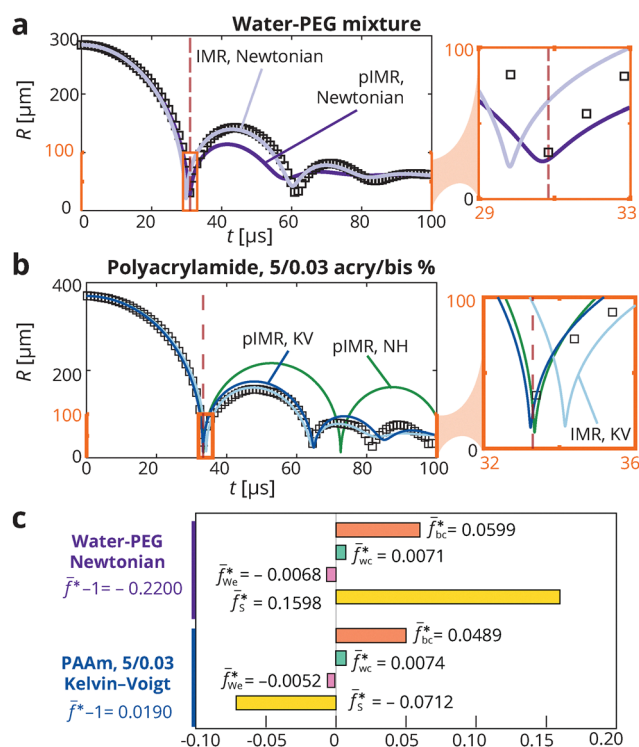 a
Water-PEG mixture
300
200
100
0
R [µm]
IMR, Newtonian
pIMR,
Newtonian
0
20
40
60
80
100
t [µs]
100
0
29
33
b
Polyacrylamide, 5/0.03 acry/bis %
400
200
100
0
R [µm]
pIMR, KV
pIMR, NH
0
20
40
60
80
100
t [µs]
100
0
IMR, KV
32
36
c
Water-PEG
Newtonian
f̄*–1= – 0.2200
f̄*bc= 0.0599
f̄*wc = 0.0071
f̄*We= – 0.0068
f̄*S = 0.1598
PAAm, 5/0.03
Kelvin–Voigt
f̄*–1= 0.0190
f̄*bc = 0.0489
f̄*wc = 0.0074
f̄*We= –0.0052
f̄*S = – 0.0712
-0.10
-0.05
0
0.05
0.10
0.15
0.20